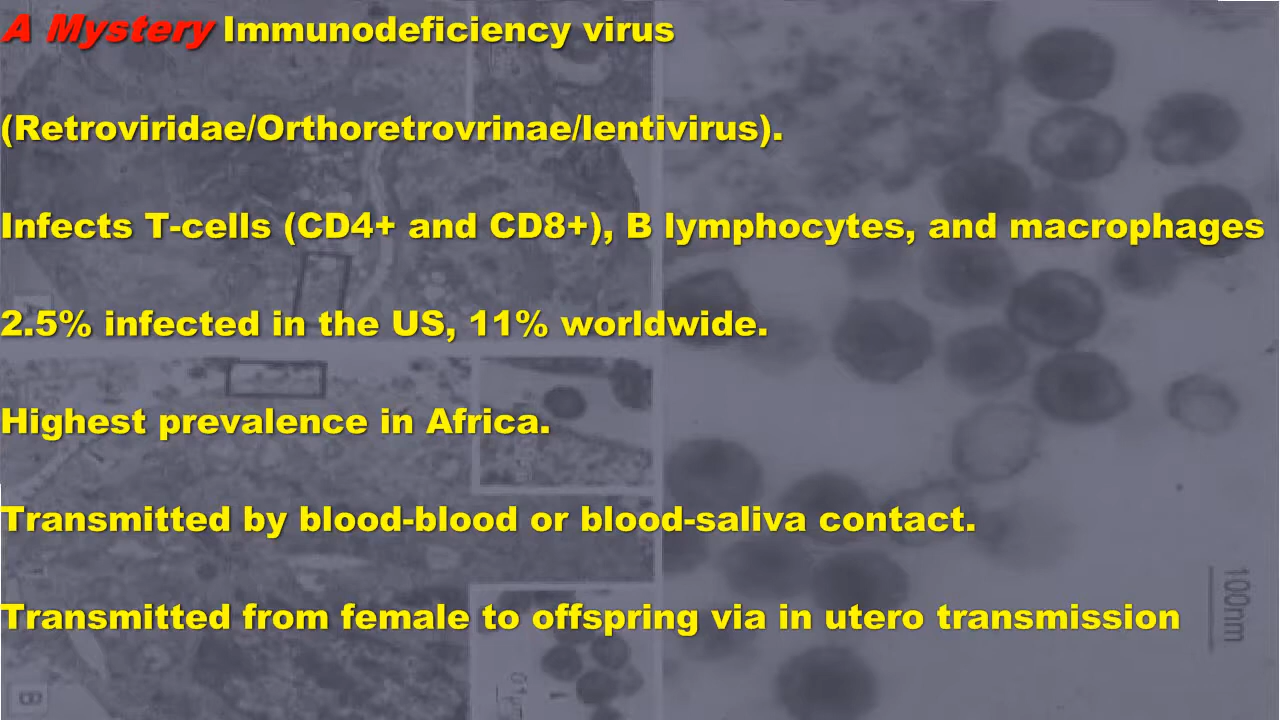 A Mystery Immunodeficiency virus
(Retroviridae/Orthoretrovrinae/lentivirus).
Infects T-cells (CD4+ and CD8+), B lymphocytes, and macrophages
2.5% infected in the US, 11% worldwide.
Highest prevalence in Africa.
Transmitted by blood-blood or blood-saliva contact.
Transmitted from female to offspring via in utero transmission
100nm
B